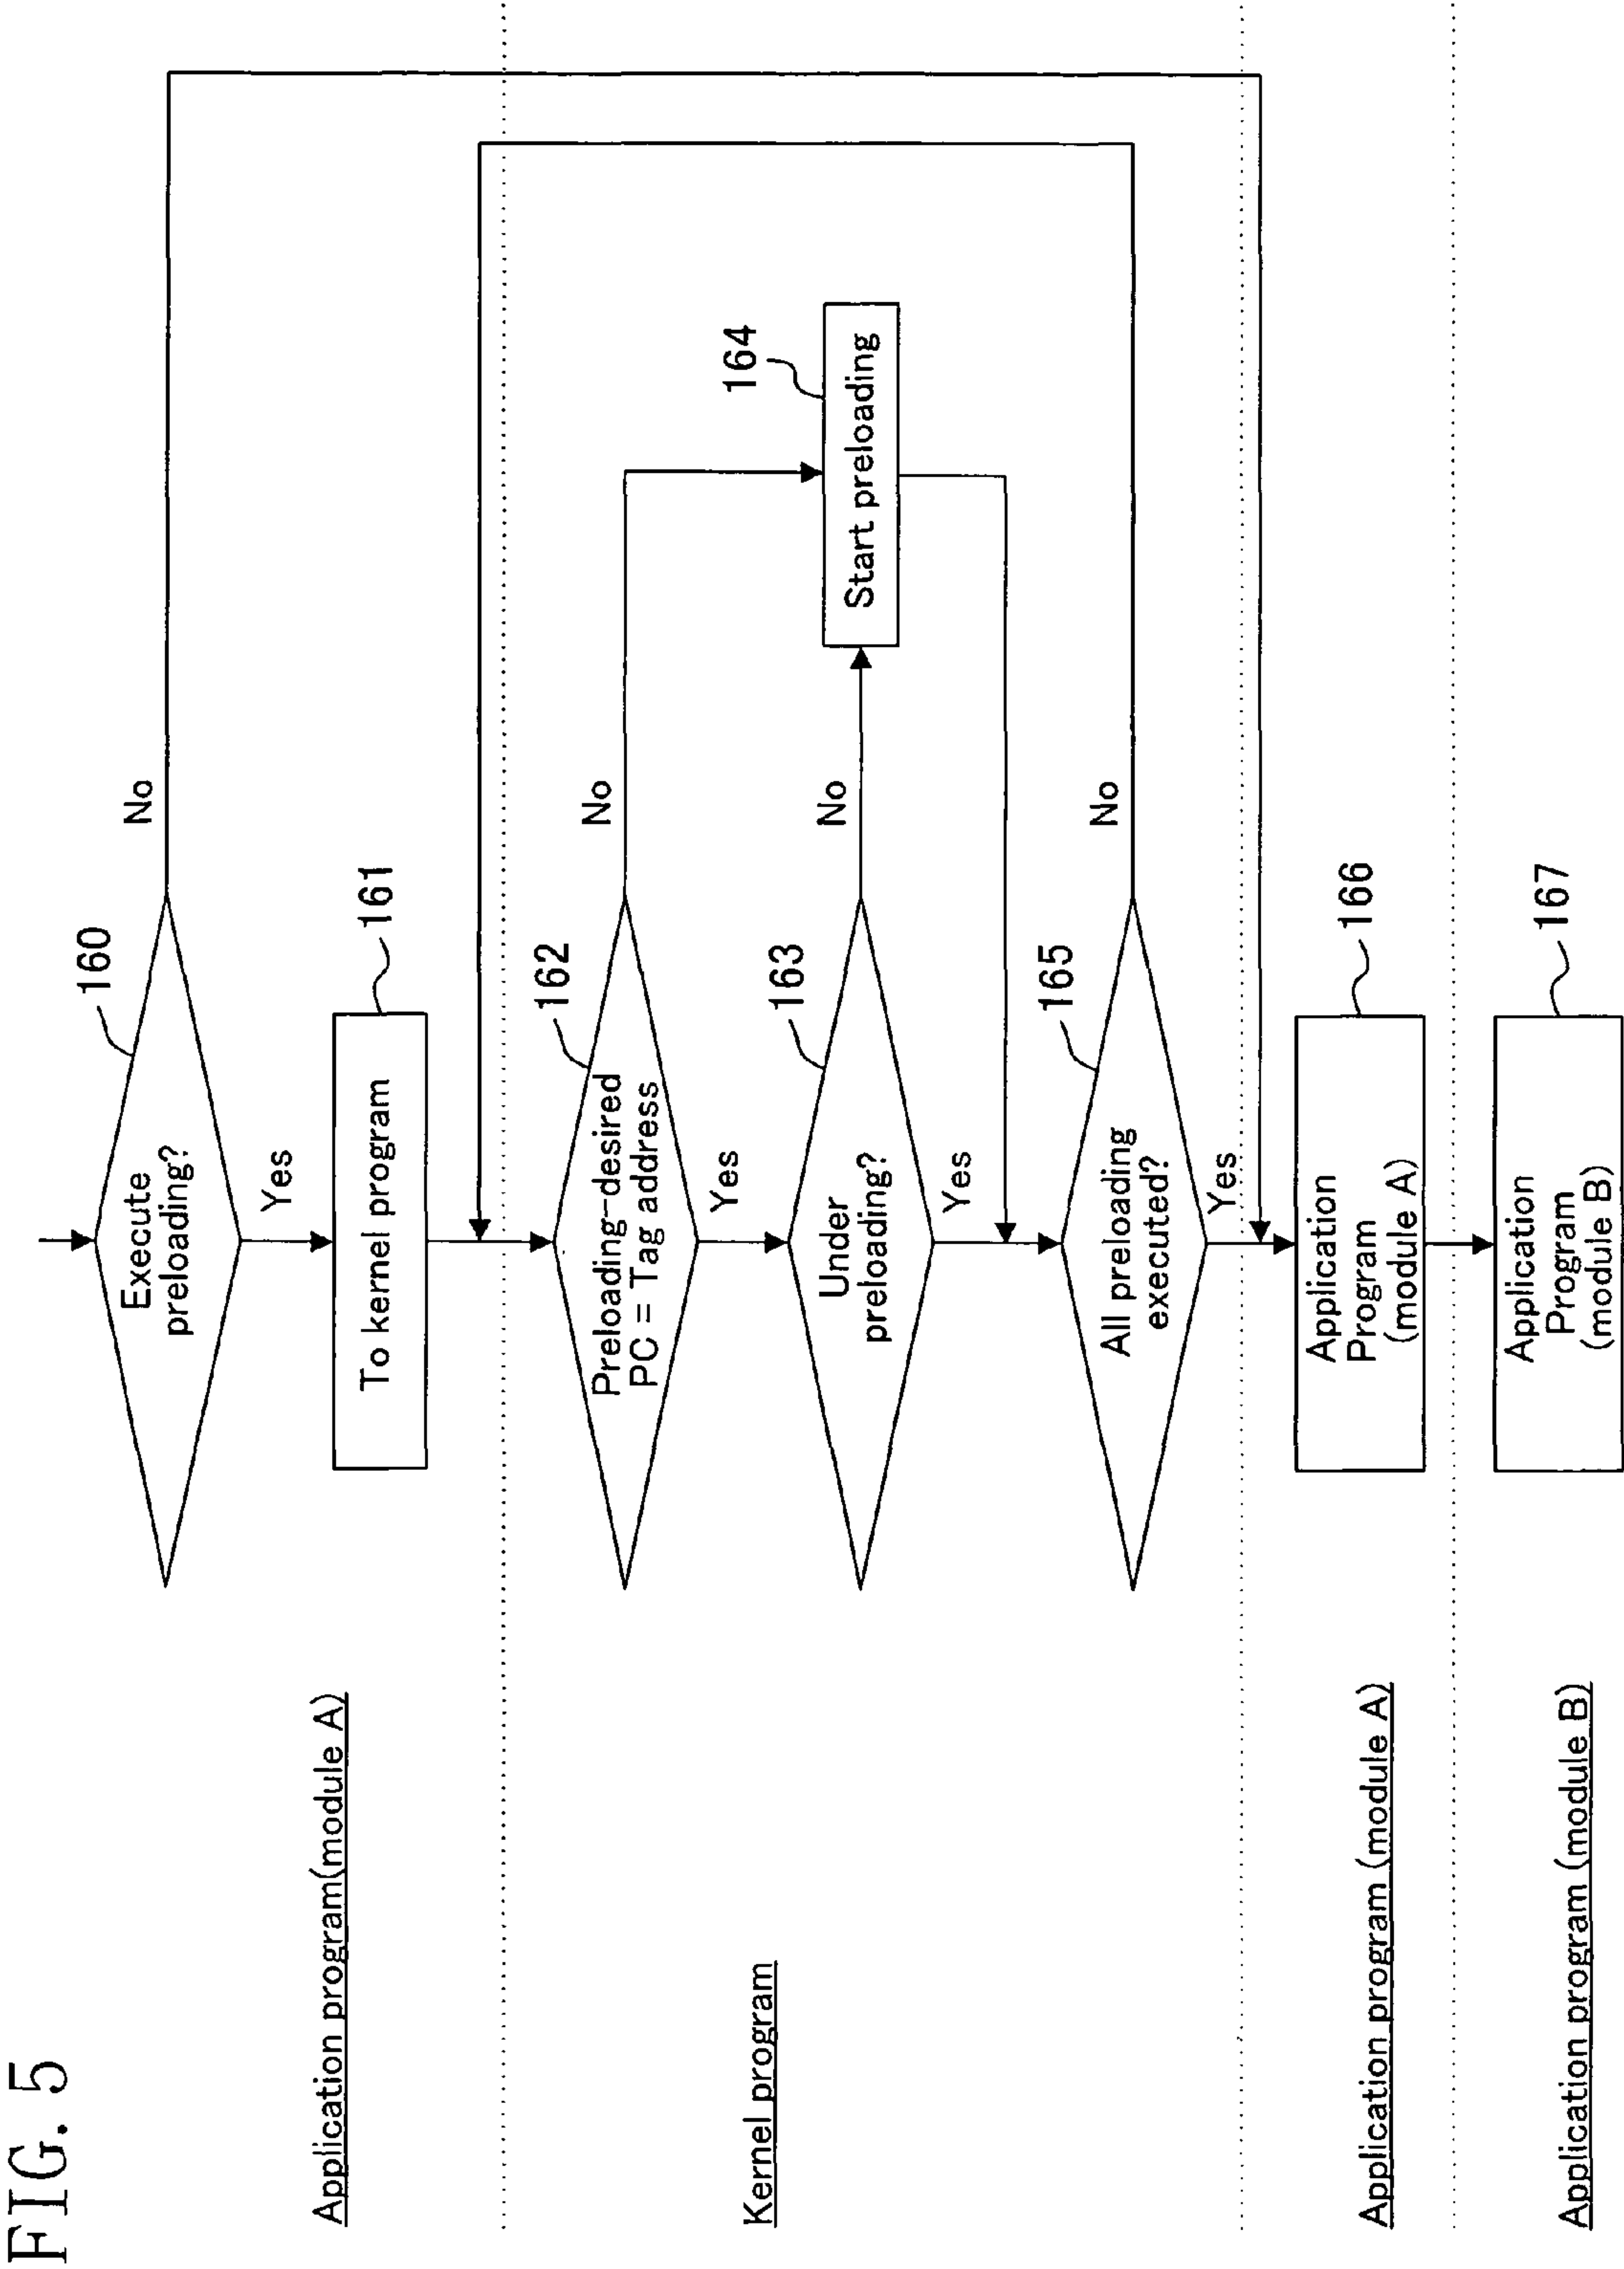 FIG. 5
Application program(module A)
160
Execute
preloading?
No
Yes
161
To kernel program
Kernel program
162
Preloading-desired
PC = Tag address
No
Yes
163
Under
preloading?
No
Yes
164
Start preloading
165
All preloading
executed?
No
Yes
Application program (module A)
166
Application
Program
(module A)
Application program (module B)
167
Application
Program
(module B)